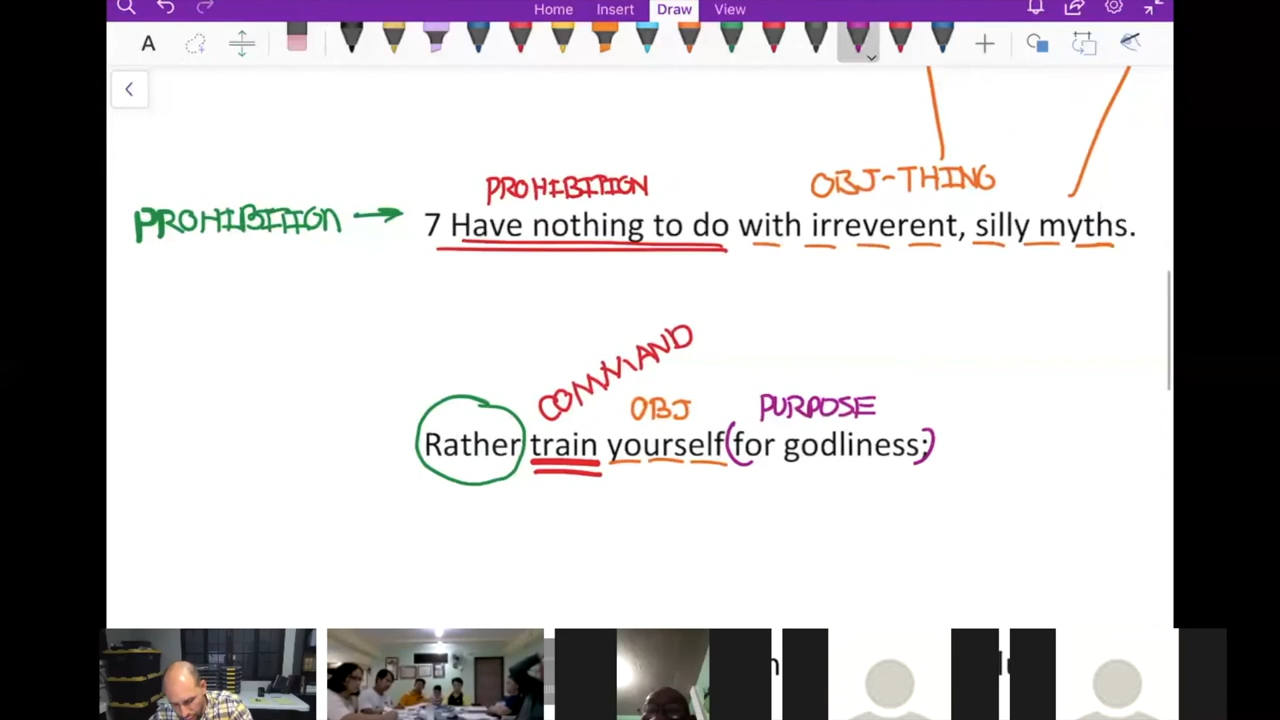 Home Insert Draw View
A
PROHIBITION OBJ-THING
PROHIBITION → 7 Have nothing to do with irreverent, silly myths.
COMMAND
OBJ PURPOSE
Rather train yourself (for godliness;)